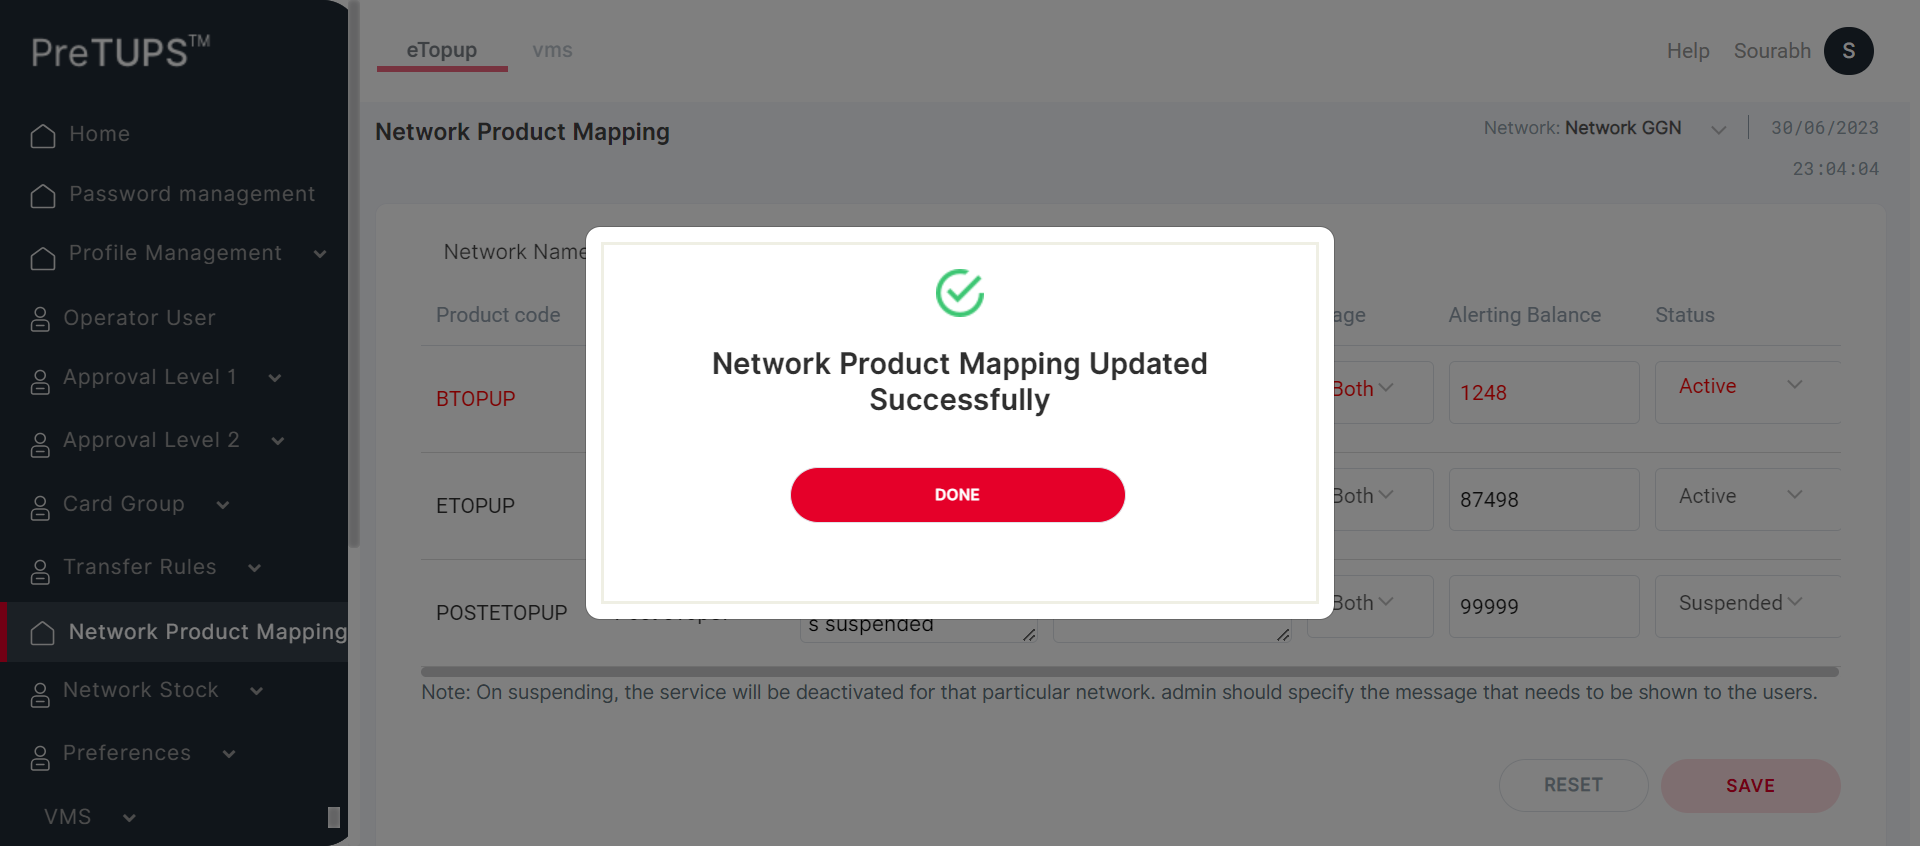 PreTUPS™
eTopup
vms
Help
Sourabh
S
Home
Password management
Profile Management
Operator User
Approval Level 1
Approval Level 2
Card Group
Transfer Rules
Network Product Mapping
Network Stock
Preferences
VMS
Network Product Mapping
Network: Network GGN
30/06/2023
23:04:04
Network Name
Product code
age
Alerting Balance
Status
BTOPUP
Both
1248
Active
ETOPUP
Both
87498
Active
POSTETOPUP
s suspended
Both
99999
Suspended
Note: On suspending, the service will be deactivated for that particular network. admin should specify the message that needs to be shown to the users.
RESET
SAVE
Network Product Mapping Updated
Successfully
DONE